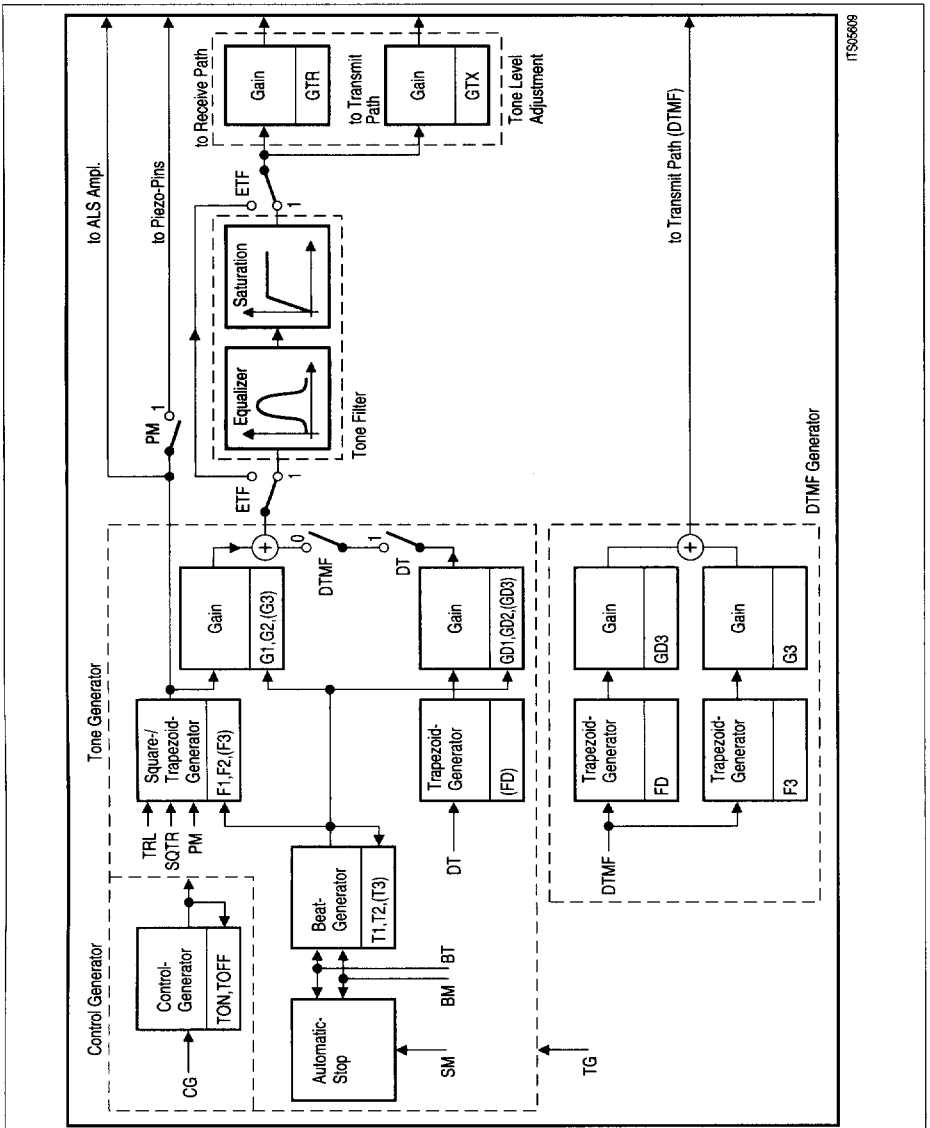 ITS05609
to ALS Ampl.
to Piezo-Pins
to Receive Path
Gain
GTR
to Transmit
Path
Gain
GTX
Tone Level
Adjustment
to Transmit Path (DTMF)
PM
1
ETF
1
Saturation
Equalizer
Tone Filter
ETF
1
Tone Generator
Gain
G1,G2,(G3)
+
0
DTMF
1
DT
Gain
GD1,GD2,(GD3)
Square-/
Trapezoid-
Generator
F1,F2,(F3)
TRL
SQTR
PM
Trapezoid-
Generator
(FD)
DT
Control Generator
Control-
Generator
TON,TOFF
CG
Beat-
Generator
T1,T2,(T3)
Automatic-
Stop
BT
BM
SM
TG
DTMF Generator
+
Gain
GD3
Gain
G3
Trapezoid-
Generator
FD
Trapezoid-
Generator
F3
DTMF